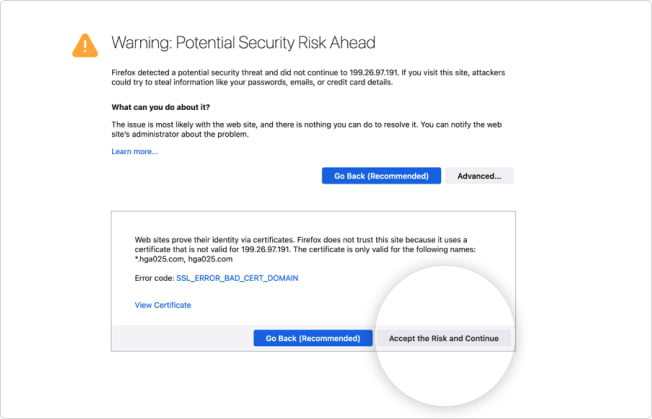 Warning: Potential Security Risk Ahead
Firefox detected a potential security threat and did not continue to 199.26.97.191. If you visit this site, attackers
could try to steal information like your passwords, emails, or credit card details.
What can you do about it?
The issue is most likely with the web site, and there is nothing you can do to resolve it. You can notify the web
site's administrator about the problem.
Learn more...
Go Back (Recommended)
Advanced...
Web sites prove their identity via certificates. Firefox does not trust this site because it uses a
certificate that is not valid for 199.26.97.191. The certificate is only valid for the following names:
*.hga025.com, hga025.com
Error code: SSL_ERROR_BAD_CERT_DOMAIN
View Certificate
Go Back (Recommended)
Accept the Risk and Continue